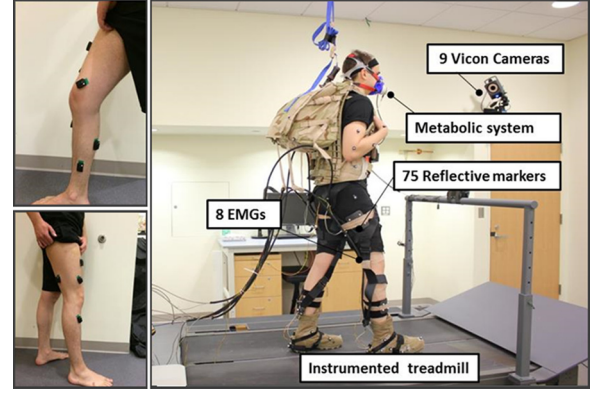 9 Vicon Cameras
Metabolic system
75 Reflective markers
8 EMGs
Instrumented treadmill